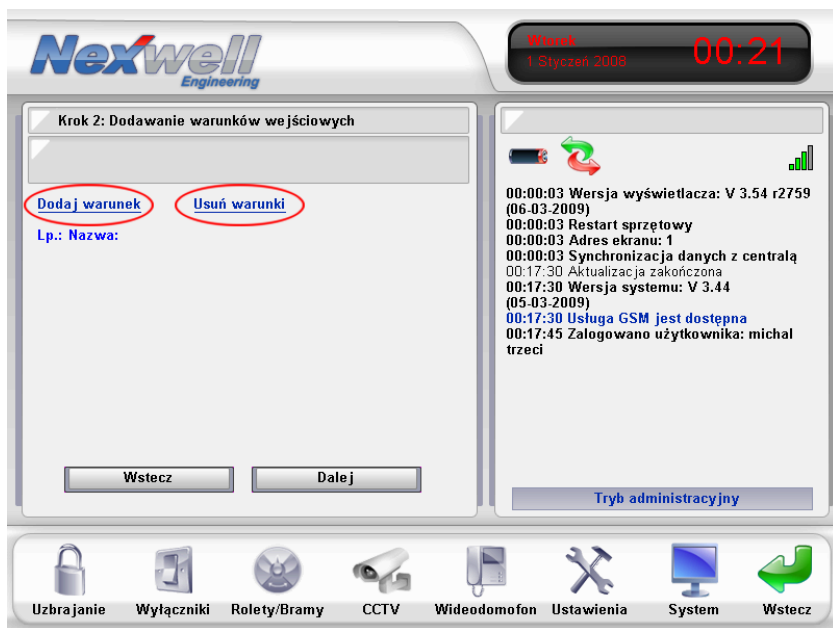 Nexwell
Engineering
Wtorek
1 Styczeń 2008
00:21
Krok 2: Dodawanie warunków wejściowych
Dodaj warunek
Usuń warunki
Lp.: Nazwa:
Wstecz
Dalej
00:00:03 Wersja wyświetlacza: V 3.54 r2759
(06-03-2009)
00:00:03 Restart sprzętowy
00:00:03 Adres ekranu: 1
00:00:03 Synchronizacja danych z centralą
00:17:30 Aktualizacja zakończona
00:17:30 Wersja systemu: V 3.44
(05-03-2009)
00:17:30 Usługa GSM jest dostępna
00:17:45 Zalogowano użytkownika: michal
trzeci
Tryb administracyjny
Uzbrajanie
Wyłączniki
Rolety/Bramy
CCTV
Wideodomofon
Ustawienia
System
Wstecz